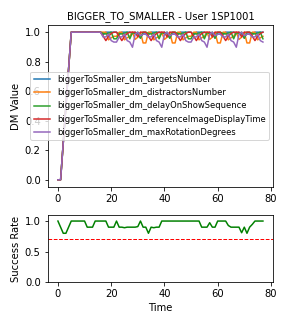 BIGGER_TO_SMALLER - User 1SP1001
DM Value
1.0
0.8
0.4
0.2
0.0
biggerToSmaller_dm_targetsNumber
biggerToSmaller_dm_distractorsNumber
biggerToSmaller_dm_delayOnShowSequence
biggerToSmaller_dm_referenceImageDisplayTime
biggerToSmaller_dm_maxRotationDegrees
0 20 40 60 80
Success Rate
1.0
0.5
0.0
0 20 40 60 80
Time